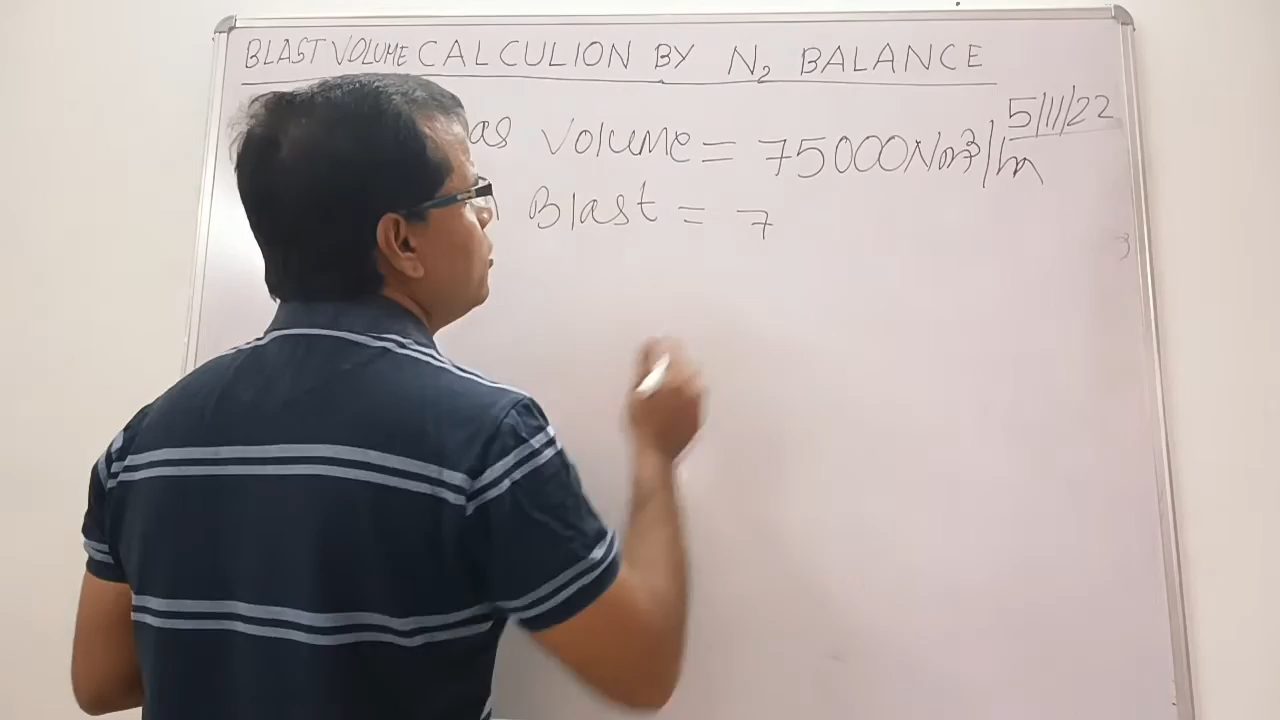 BLAST VOLUME CALCULION BY N₂ BALANCE
5/11/22
as Volume = 75000Nm³/hr
Blast = 7